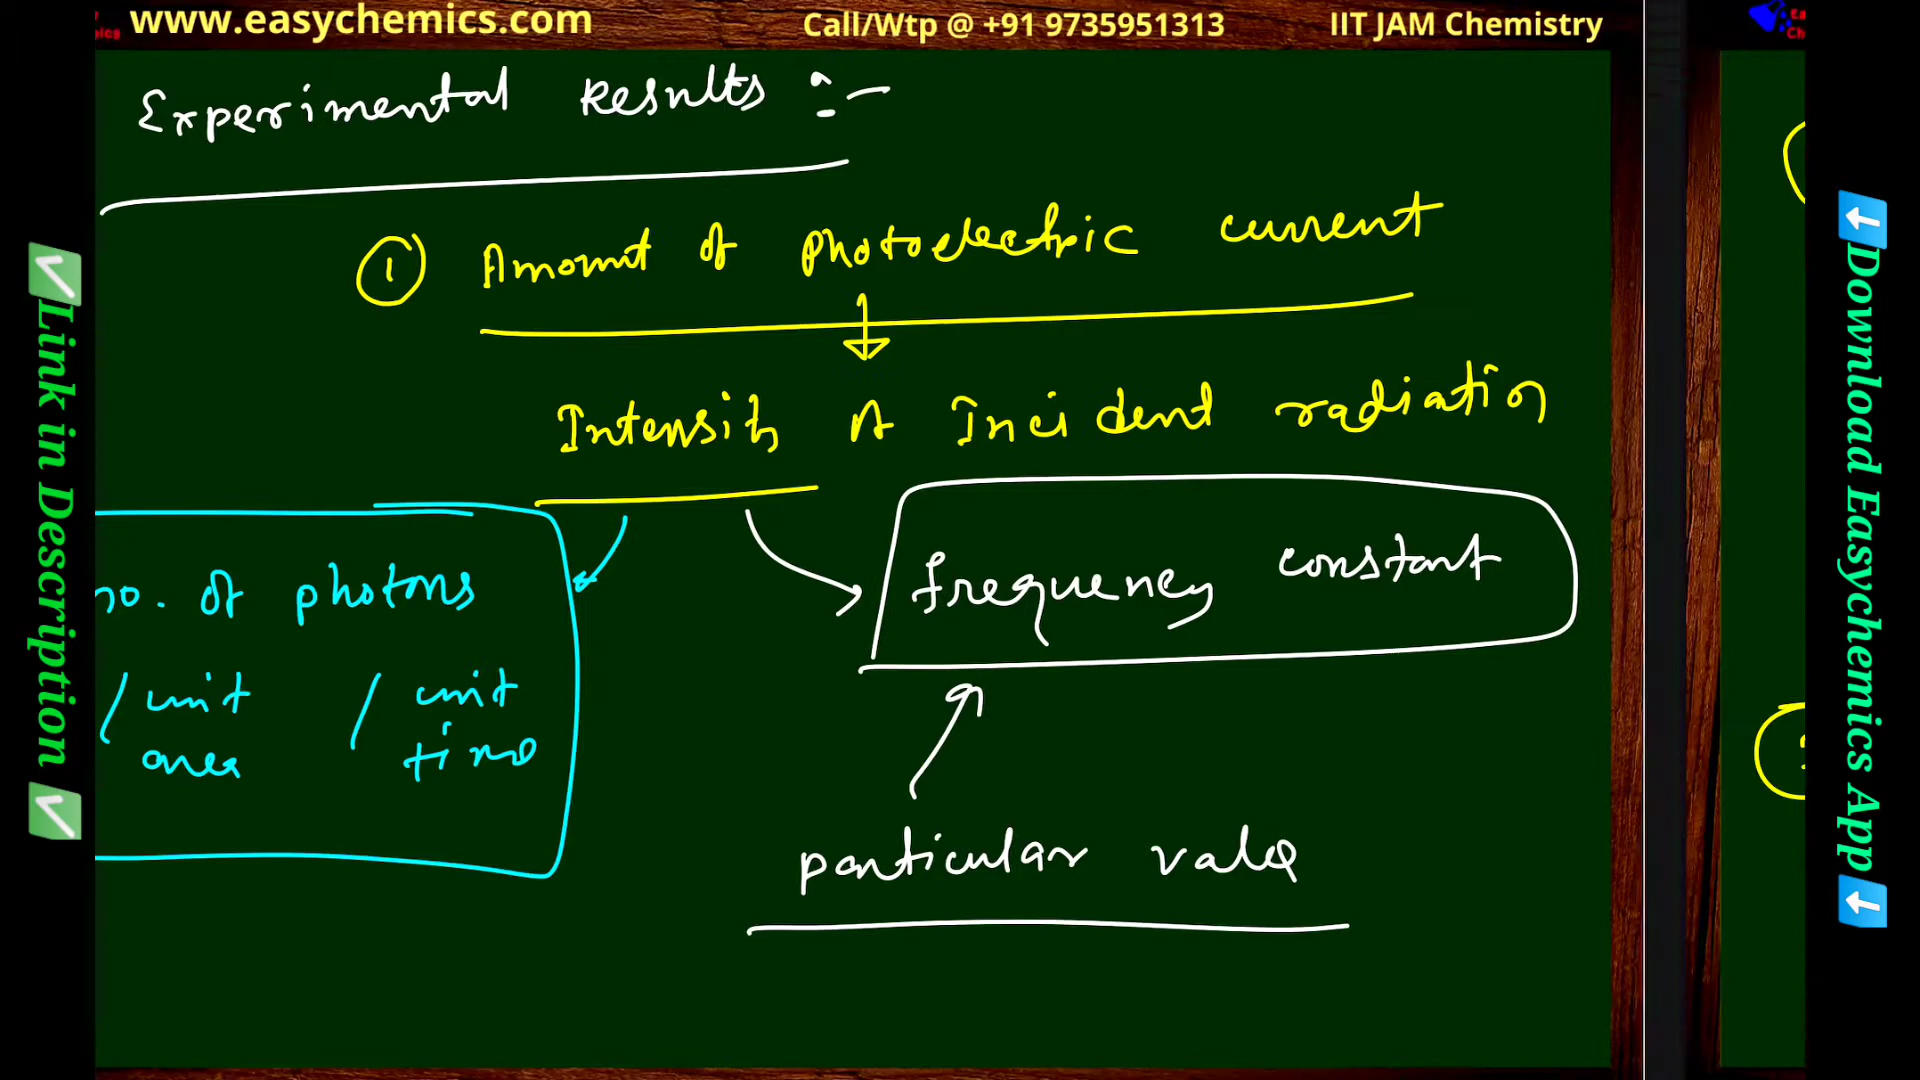 www.easychemics.com Call/Wtp @ +91 9735951313 IIT JAM Chemistry
Experimental Results :-
① Amount of photoelectric current
Intensity of Incident radiation
frequency constant
no. of photons
/ unit area / unit time
particular value
✅Link in Description ✅
⬇Download Easychemics App⬇